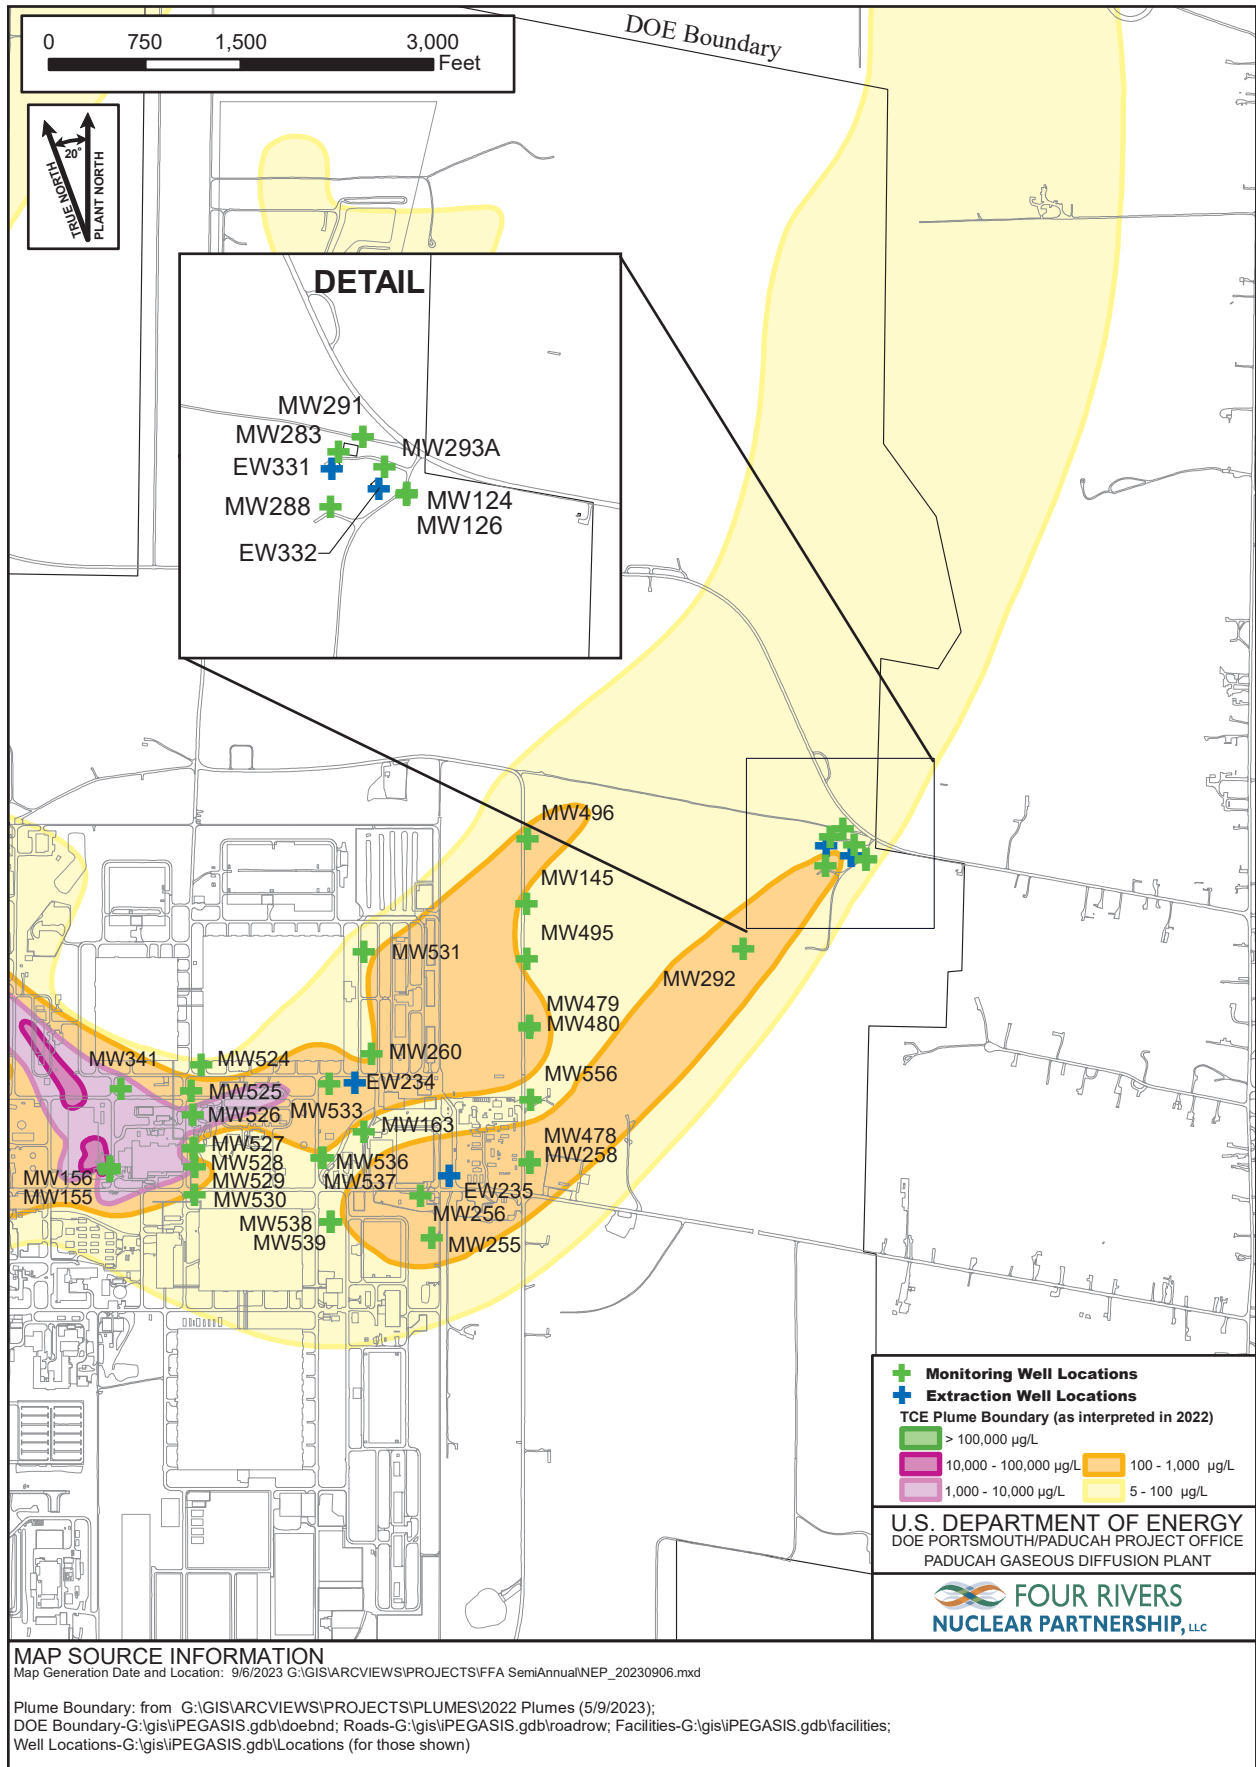 DOE Boundary
0 750 1,500 3,000
Feet
TRUE NORTH
20°
PLANT NORTH
DETAIL
MW291
MW283
MW293A
EW331
MW288
MW124
MW126
EW332
MW496
MW145
MW531
MW495
MW292
MW479
MW480
MW341
MW524
MW260
EW234
MW556
MW525
MW533
MW526
MW163
MW527
MW478
MW258
MW528
MW536
MW537
MW156
MW155
MW529
MW530
EW235
MW256
MW538
MW539
MW255
Monitoring Well Locations
Extraction Well Locations
TCE Plume Boundary (as interpreted in 2022)
> 100,000 µg/L
10,000 - 100,000 µg/L
100 - 1,000 µg/L
1,000 - 10,000 µg/L
5 - 100 µg/L
U.S. DEPARTMENT OF ENERGY
DOE PORTSMOUTH/PADUCAH PROJECT OFFICE
PADUCAH GASEOUS DIFFUSION PLANT
FOUR RIVERS
NUCLEAR PARTNERSHIP, LLC
MAP SOURCE INFORMATION
Map Generation Date and Location: 9/6/2023 G:\GIS\ARCVIEWS\PROJECTS\FFA SemiAnnual\NEP_20230906.mxd
Plume Boundary: from G:\GIS\ARCVIEWS\PROJECTS\PLUMES\2022 Plumes (5/9/2023);
DOE Boundary-G:\gis\iPEGASIS.gdb\doebnd; Roads-G:\gis\iPEGASIS.gdb\roadrow; Facilities-G:\gis\iPEGASIS.gdb\facilities;
Well Locations-G:\gis\iPEGASIS.gdb\Locations (for those shown)